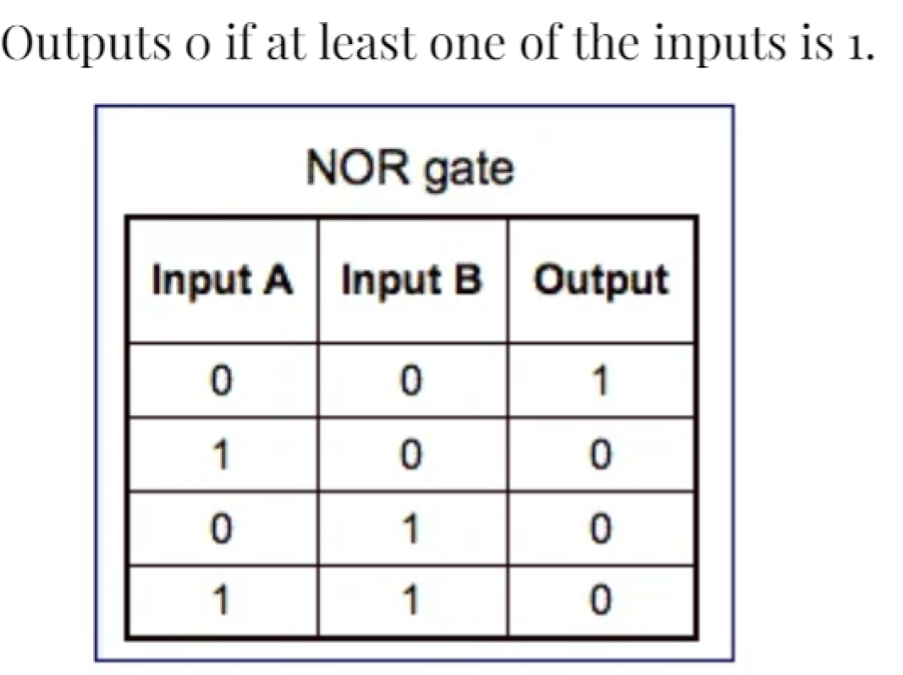 Outputs 0 if at least one of the inputs is 1.
NOR gate
Input A Input B Output
0 0 1
1 0 0
0 1 0
1 1 0